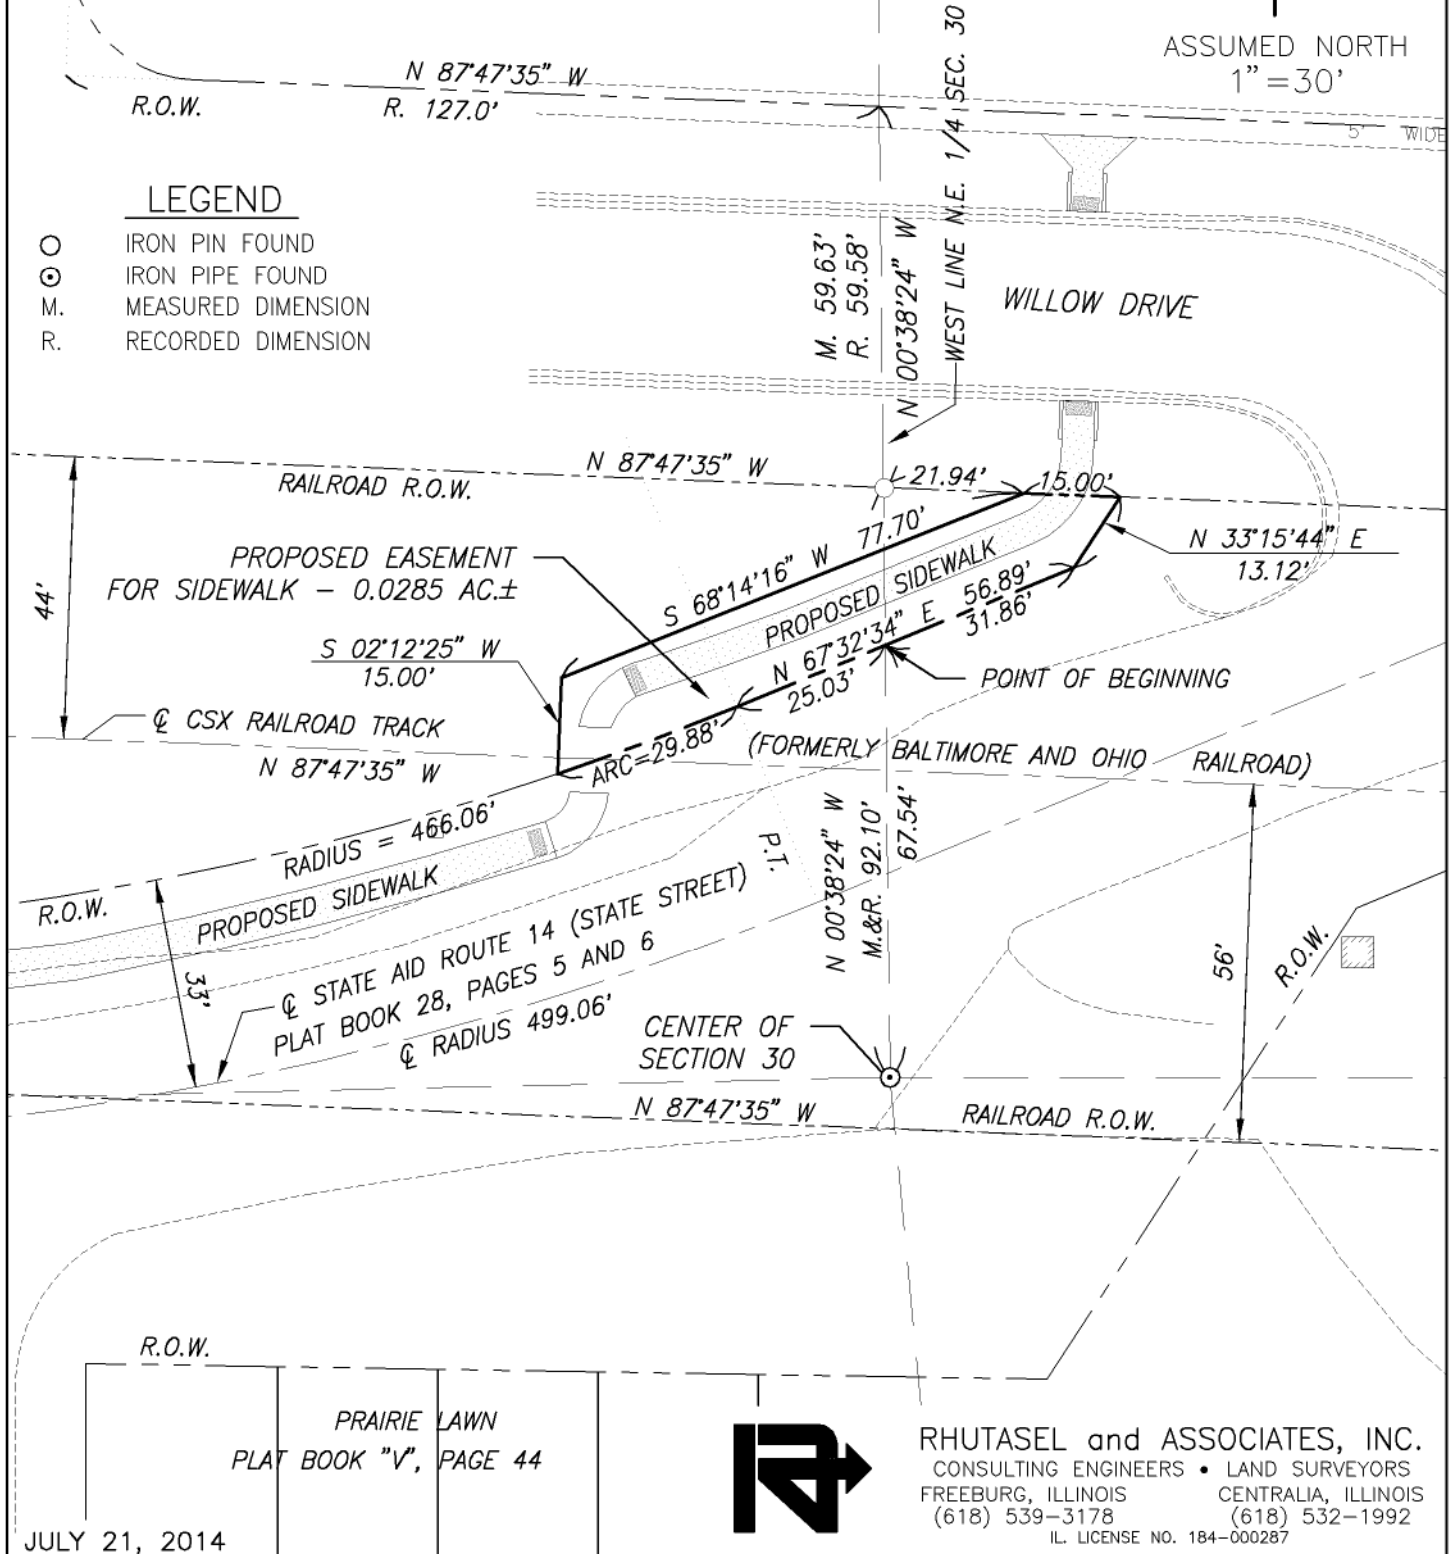 ASSUMED NORTH
1"=30'
N 87°47'35" W
R.O.W.
R. 127.0'
5' WIDE
LEGEND
IRON PIN FOUND
IRON PIPE FOUND
M. MEASURED DIMENSION
R. RECORDED DIMENSION
M. 59.63'
R. 59.58'
N 00°38'24" W
WEST LINE N.E. 1/4 SEC. 30
WILLOW DRIVE
N 87°47'35" W
RAILROAD R.O.W.
21.94'
15.00'
44'
PROPOSED EASEMENT
FOR SIDEWALK - 0.0285 AC.±
S 68°14'16" W 77.70'
PROPOSED SIDEWALK
N 33°15'44" E
13.12'
S 02°12'25" W
15.00'
N 67°32'34" E 56.89'
25.03'
31.86'
POINT OF BEGINNING
℄ CSX RAILROAD TRACK
N 87°47'35" W
ARC=29.88'
(FORMERLY BALTIMORE AND OHIO RAILROAD)
RADIUS = 466.06'
P.T.
N 00°38'24" W
M.&R. 92.10'
67.54'
R.O.W.
PROPOSED SIDEWALK
33'
℄ STATE AID ROUTE 14 (STATE STREET)
PLAT BOOK 28, PAGES 5 AND 6
℄ RADIUS 499.06'
56'
R.O.W.
CENTER OF
SECTION 30
N 87°47'35" W
RAILROAD R.O.W.
R.O.W.
PRAIRIE LAWN
PLAT BOOK "V", PAGE 44
JULY 21, 2014
RHUTASEL and ASSOCIATES, INC.
CONSULTING ENGINEERS • LAND SURVEYORS
FREEBURG, ILLINOIS CENTRALIA, ILLINOIS
(618) 539-3178 (618) 532-1992
IL. LICENSE NO. 184-000287